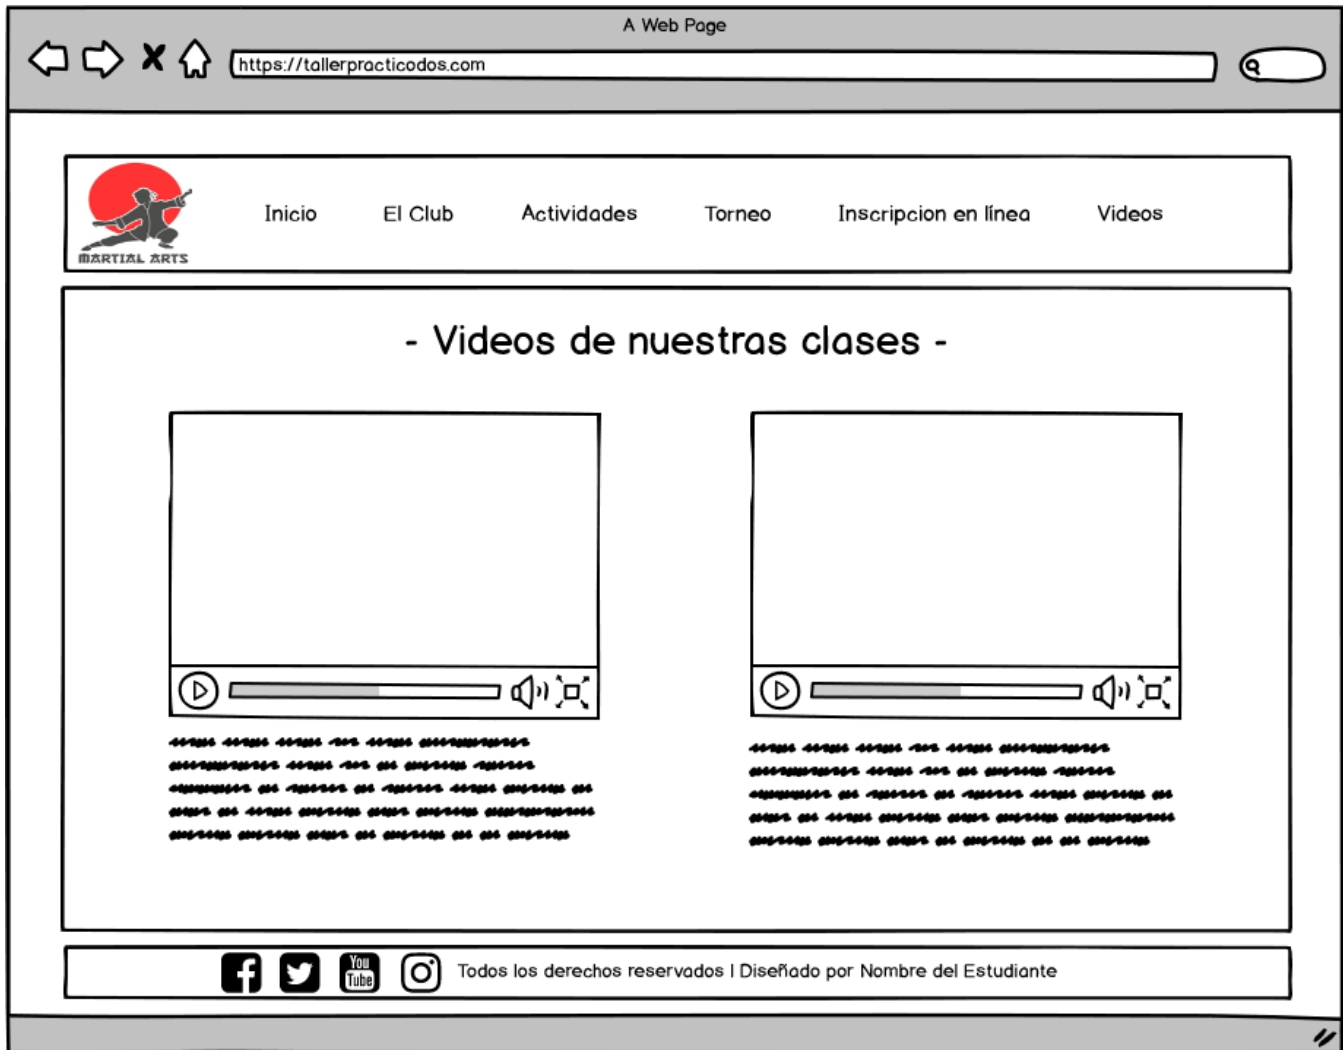 A Web Page
https://tallerpracticodos.com
MARTIAL ARTS
Inicio El Club Actividades Torneo Inscripcion en línea Videos
- Videos de nuestras clases -
You
Tube
Todos los derechos reservados | Diseñado por Nombre del Estudiante